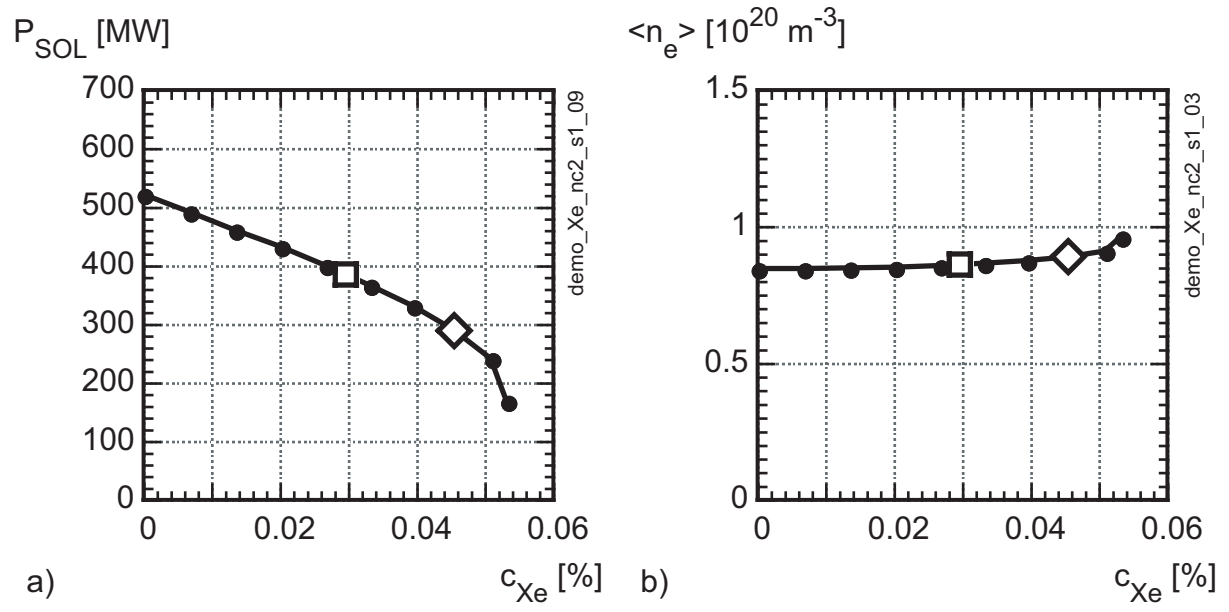 P_SOL [MW]
700
600
500
400
300
200
100
0
0 0.02 0.04 0.06
c_Xe [%]
a)
demo_Xe_nc2_s1_09
<n_e> [10^20 m^-3]
1.5
1
0.5
0
0 0.02 0.04 0.06
c_Xe [%]
b)
demo_Xe_nc2_s1_03